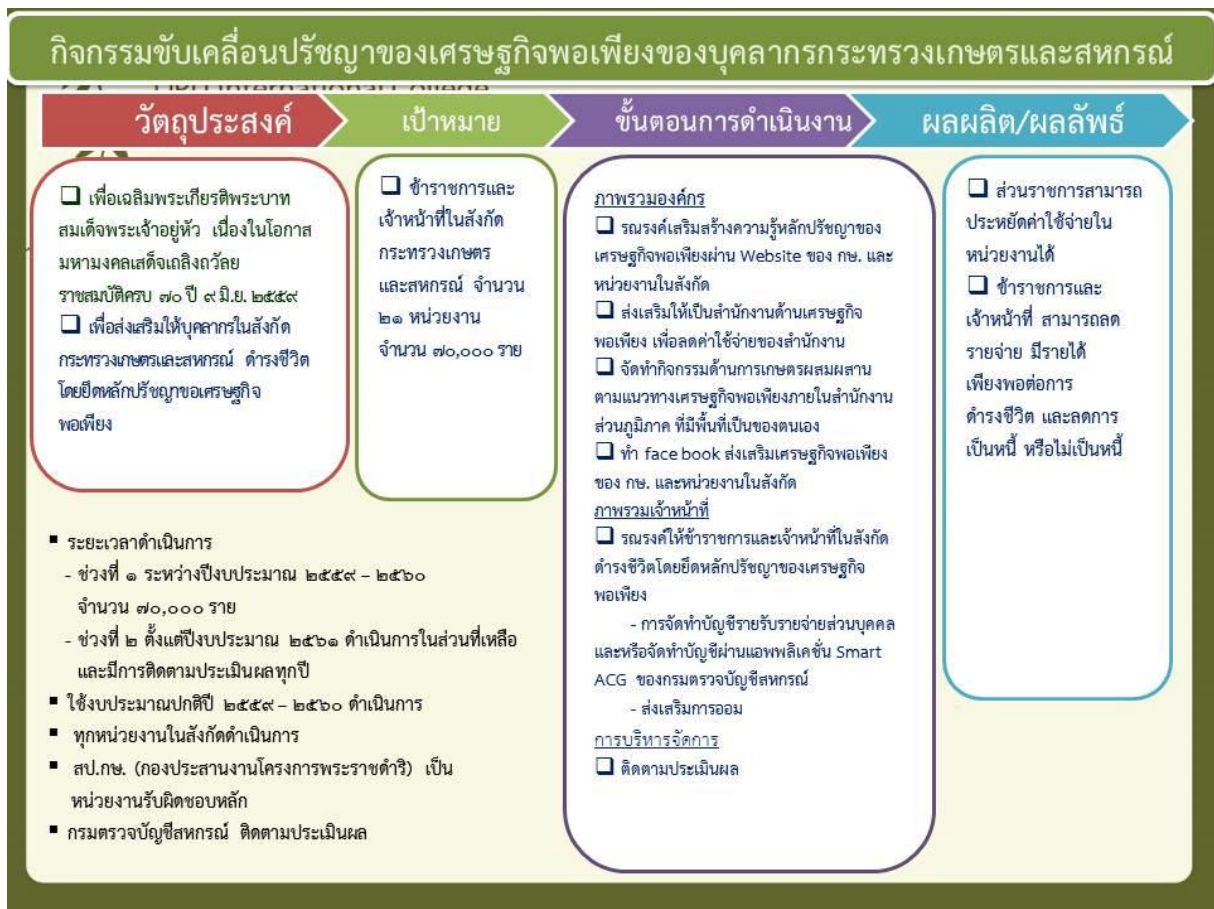 กิจกรรมขับเคลื่อนปรัชญาของเศรษฐกิจพอเพียงของบุคลากรกระทรวงเกษตรและสหกรณ์
วัตถุประสงค์
เป้าหมาย
ขั้นตอนการดำเนินงาน
ผลผลิต/ผลลัพธ์
❑ เพื่อเฉลิมพระเกียรติพระบาท
สมเด็จพระเจ้าอยู่หัว เนื่องในโอกาส
มหามงคลเสด็จเถลิงถวัลย
ราชสมบัติครบ ๗๐ ปี ๙ มิ.ย. ๒๕๕๙
❑ เพื่อส่งเสริมให้บุคลากรในสังกัด
กระทรวงเกษตรและสหกรณ์ ดำรงชีวิต
โดยยึดหลักปรัชญาขอเศรษฐกิจ
พอเพียง
❑ ข้าราชการและ
เจ้าหน้าที่ในสังกัด
กระทรวงเกษตร
และสหกรณ์ จำนวน
๒๑ หน่วยงาน
จำนวน ๗๐,๐๐๐ ราย
ภาพรวมองค์กร
❑ รณรงค์เสริมสร้างความรู้หลักปรัชญาของ
เศรษฐกิจพอเพียงผ่าน Website ของ กษ. และ
หน่วยงานในสังกัด
❑ ส่งเสริมให้เป็นสำนักงานด้านเศรษฐกิจ
พอเพียง เพื่อลดค่าใช้จ่ายของสำนักงาน
❑ จัดทำกิจกรรมด้านการเกษตรผสมผสาน
ตามแนวทางเศรษฐกิจพอเพียงภายในสำนักงาน
ส่วนภูมิภาค ที่มีพื้นที่เป็นของตนเอง
❑ ทำ face book ส่งเสริมเศรษฐกิจพอเพียง
ของ กษ. และหน่วยงานในสังกัด
ภาพรวมเจ้าหน้าที่
❑ รณรงค์ให้ข้าราชการและเจ้าหน้าที่ในสังกัด
ดำรงชีวิตโดยยึดหลักปรัชญาของเศรษฐกิจ
พอเพียง
- การจัดทำบัญชีรายรับรายจ่ายส่วนบุคคล
และหรือจัดทำบัญชีผ่านแอพพลิเคชั่น Smart
ACG ของกรมตรวจบัญชีสหกรณ์
- ส่งเสริมการออม
การบริหารจัดการ
❑ ติดตามประเมินผล
❑ ส่วนราชการสามารถ
ประหยัดค่าใช้จ่ายใน
หน่วยงานได้
❑ ข้าราชการและ
เจ้าหน้าที่ สามารถลด
รายจ่าย มีรายได้
เพียงพอต่อการ
ดำรงชีวิต และลดการ
เป็นหนี้ หรือไม่เป็นหนี้
▪ ระยะเวลาดำเนินการ
- ช่วงที่ ๑ ระหว่างปีงบประมาณ ๒๕๕๙ – ๒๕๖๐
จำนวน ๗๐,๐๐๐ ราย
- ช่วงที่ ๒ ตั้งแต่ปีงบประมาณ ๒๕๖๑ ดำเนินการในส่วนที่เหลือ
และมีการติดตามประเมินผลทุกปี
▪ ใช้งบประมาณปกติปี ๒๕๕๙ – ๒๕๖๐ ดำเนินการ
▪ ทุกหน่วยงานในสังกัดดำเนินการ
▪ สป.กษ. (กองประสานงานโครงการพระราชดำริ) เป็น
หน่วยงานรับผิดชอบหลัก
▪ กรมตรวจบัญชีสหกรณ์ ติดตามประเมินผล